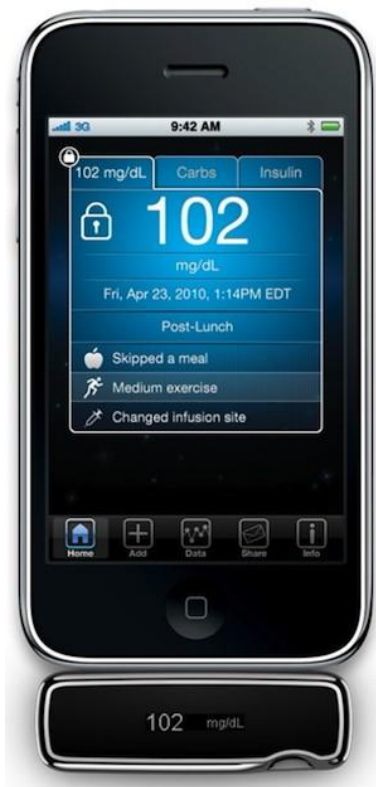 3G 9:42 AM
102 mg/dL Carbs Insulin
102
mg/dL
Fri, Apr 23, 2010, 1:14PM EDT
Post-Lunch
Skipped a meal
Medium exercise
Changed infusion site
Home Add Data Share Info
102 mg/dL